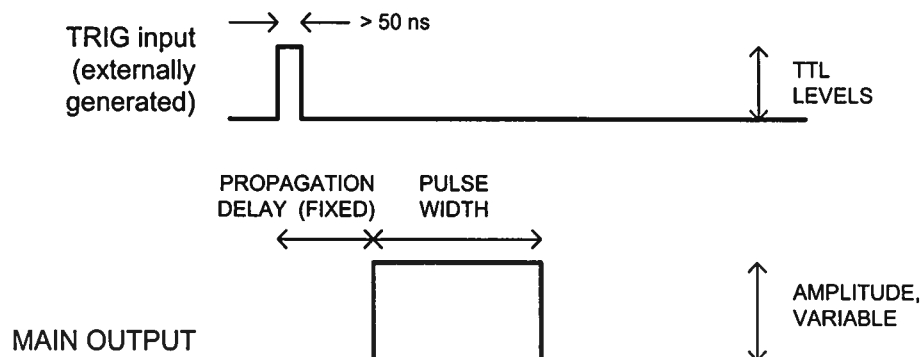 TRIG input
(externally
generated)
> 50 ns
TTL
LEVELS
PROPAGATION
DELAY (FIXED)
PULSE
WIDTH
MAIN OUTPUT
AMPLITUDE,
VARIABLE